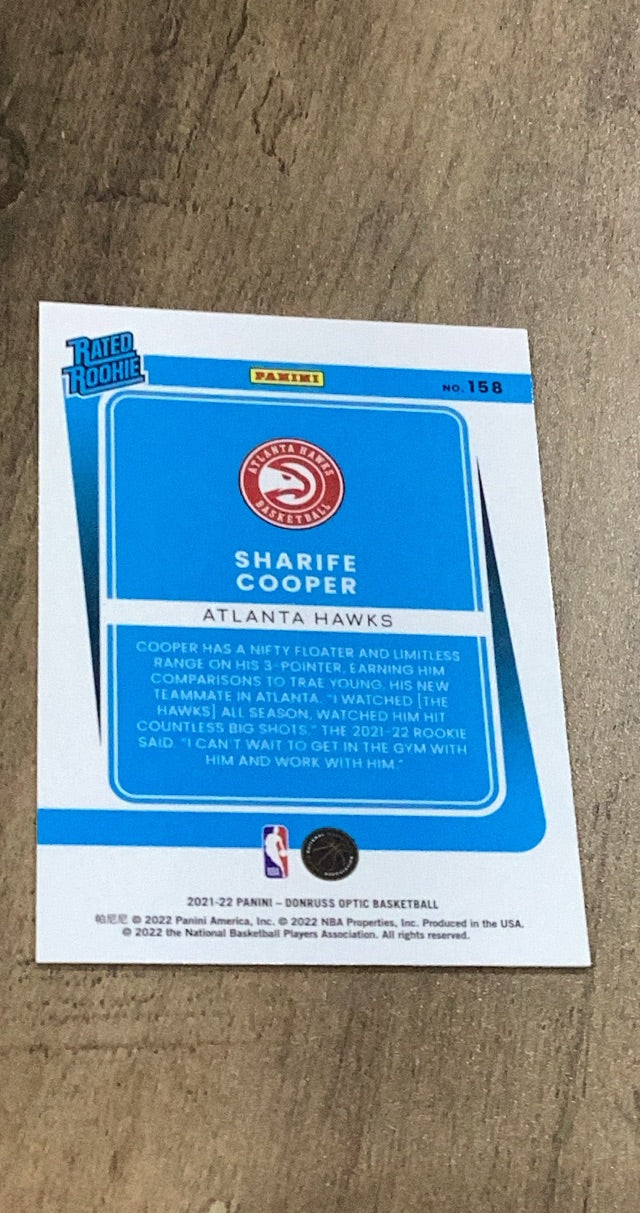 RATED
ROOKIE
PANINI
NO. 158
ATLANTA HAWKS
BASKETBALL
SHARIFE
COOPER
ATLANTA HAWKS
COOPER HAS A NIFTY FLOATER AND LIMITLESS
RANGE ON HIS 3-POINTER, EARNING HIM
COMPARISONS TO TRAE YOUNG, HIS NEW
TEAMMATE IN ATLANTA. "I WATCHED [THE
HAWKS] ALL SEASON, WATCHED HIM HIT
COUNTLESS BIG SHOTS," THE 2021-22 ROOKIE
SAID. "I CAN'T WAIT TO GET IN THE GYM WITH
HIM AND WORK WITH HIM."
NBA
2021-22 PANINI – DONRUSS OPTIC BASKETBALL
帕尼尼 © 2022 Panini America, Inc. © 2022 NBA Properties, Inc. Produced in the USA.
© 2022 the National Basketball Players Association. All rights reserved.